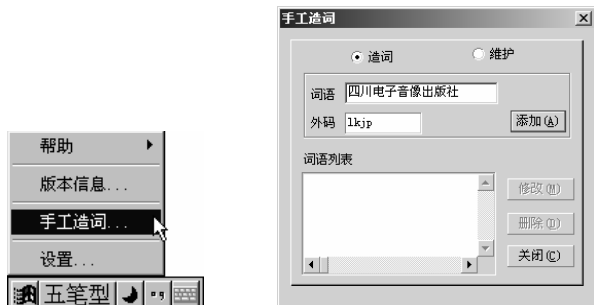 帮助
版本信息...
手工造词...
设置...
五笔型
手工造词
造词
维护
词语 四川电子音像出版社
外码 lkjp
添加(A)
词语列表
修改(M)
删除(D)
关闭(C)